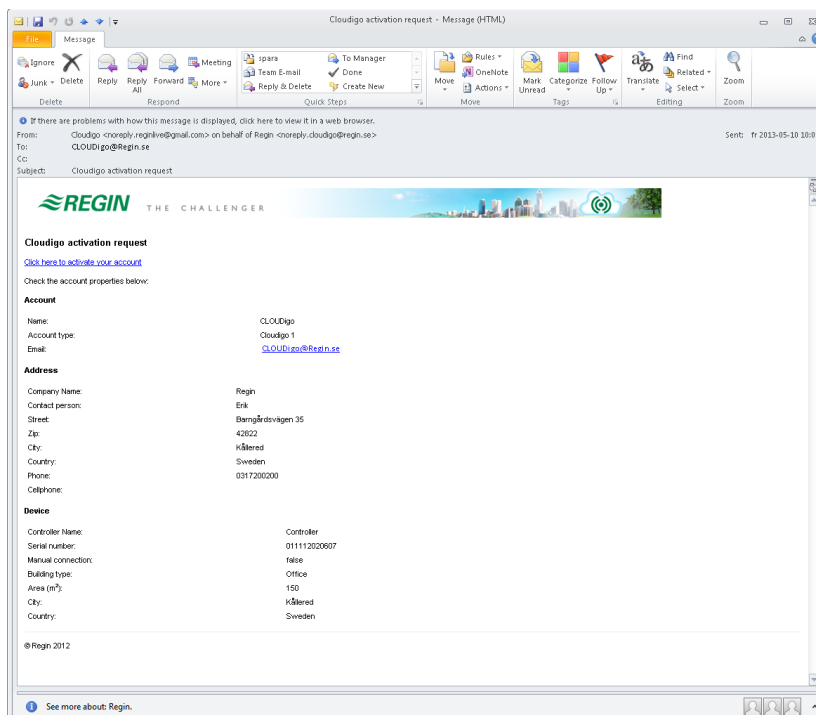 Cloudigo activation request - Message (HTML)
File Message
Ignore
Junk
Delete
Delete
Reply
Reply All
Forward
Meeting
More
Respond
spara
Team E-mail
Reply & Delete
To Manager
Done
Create New
Quick Steps
Move
Rules
OneNote
Actions
Move
Mark Unread
Categorize
Follow Up
Tags
Translate
Find
Related
Select
Editing
Zoom
Zoom
If there are problems with how this message is displayed, click here to view it in a web browser.
From: Cloudigo <noreply.reginlive@gmail.com> on behalf of Regin <noreply.cloudigo@regin.se> Sent: fr 2013-05-10 10:0
To: CLOUDigo@Regin.se
Cc:
Subject: Cloudigo activation request
REGIN THE CHALLENGER
Cloudigo activation request
Click here to activate your account
Check the account properties below:
Account
Name: CLOUDigo
Account type: Cloudigo 1
Email: CLOUDigo@Regin.se
Address
Company Name: Regin
Contact person: Erik
Street: Barngårdsvägen 35
Zip: 42822
City: Kållered
Country: Sweden
Phone: 0317200200
Cellphone:
Device
Controller Name: Controller
Serial number: 011112020607
Manual connection: false
Building type: Office
Area (m²): 150
City: Kållered
Country: Sweden
© Regin 2012
See more about: Regin.